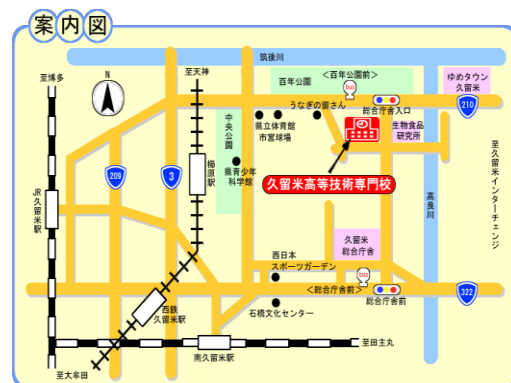 案内図
筑後川
至博多
N
至天神
百年公園
<百年公園前>
bus
ゆめタウン
久留米
210
総合庁舎入口
うなぎの留さん
県立体育館
市営球場
中央公園
生物食品
研究所
県青少年
科学館
櫛原駅
209
3
久留米高等技術専門校
JR久留米駅
高良川
至久留米インターチェンジ
久留米
総合庁舎
西日本
スポーツガーデン
bus
<総合庁舎前>
総合庁舎前
322
石橋文化センター
西鉄
久留米駅
南久留米駅
至田主丸
至大牟田